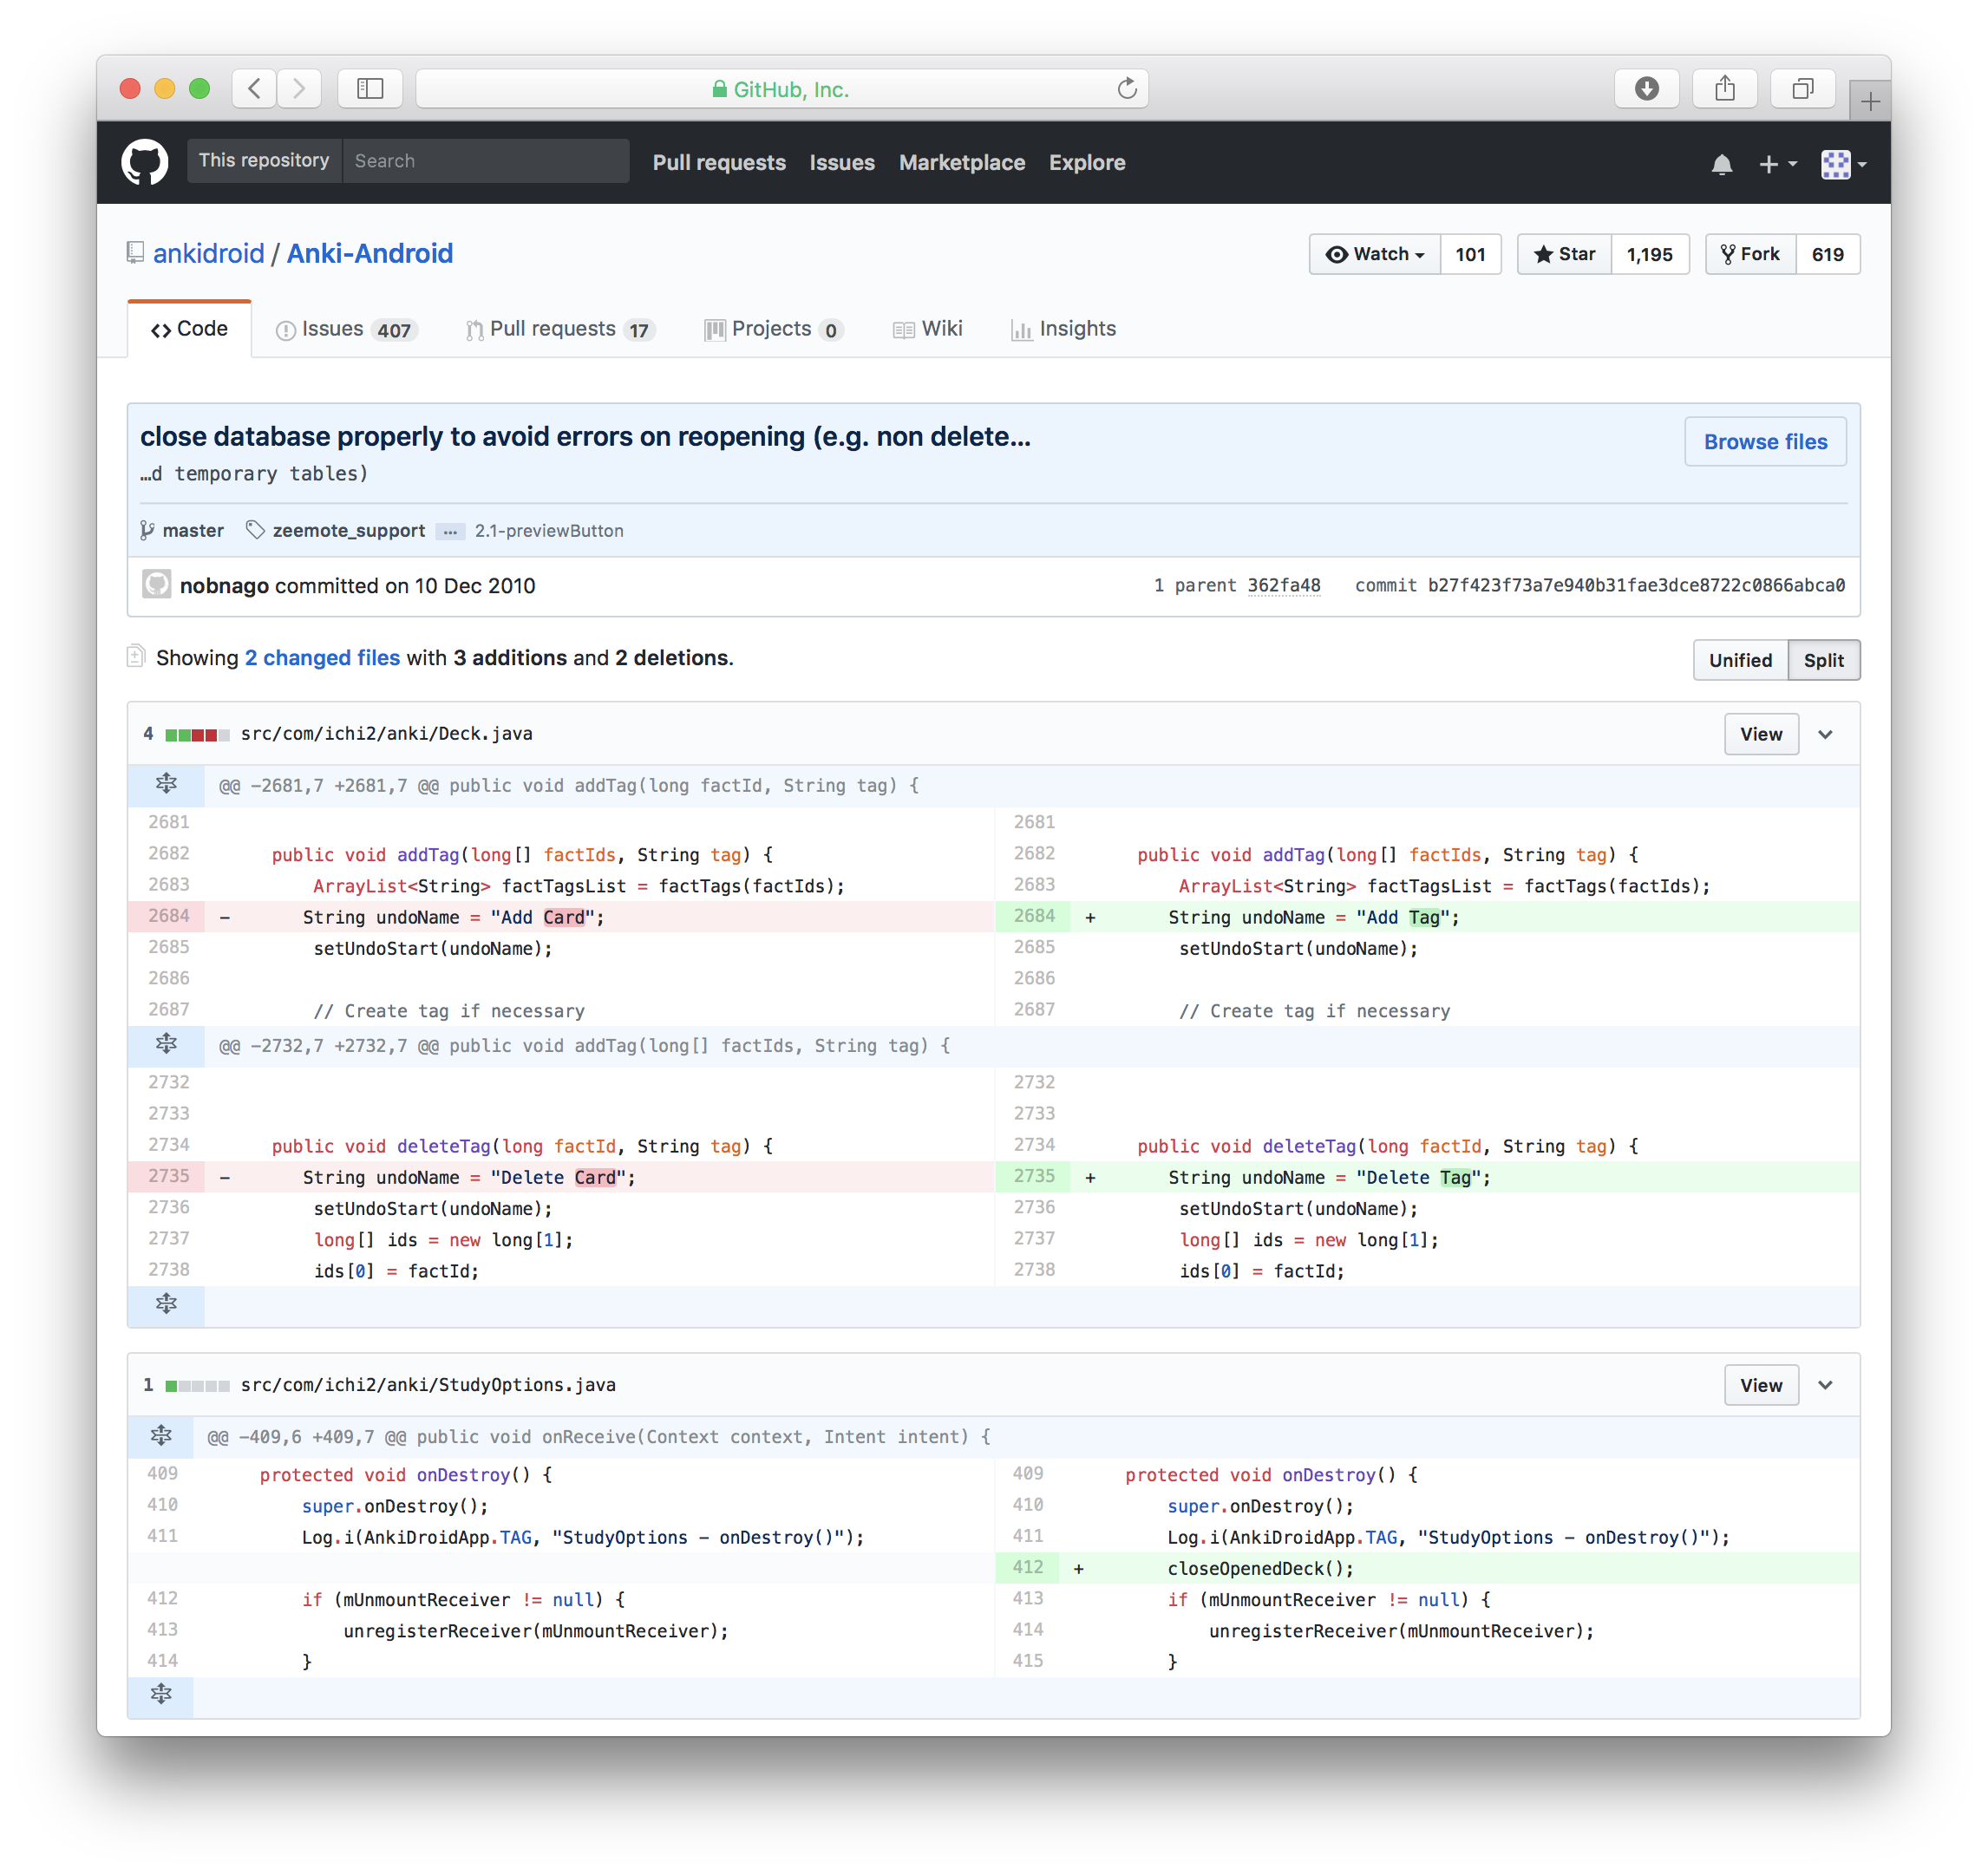 GitHub, Inc.
This repository Search Pull requests Issues Marketplace Explore
ankidroid / Anki-Android Watch 101 Star 1,195 Fork 619
Code Issues 407 Pull requests 17 Projects 0 Wiki Insights
close database properly to avoid errors on reopening (e.g. non delete… Browse files
…d temporary tables)
master zeemote_support … 2.1-previewButton
nobnago committed on 10 Dec 2010 1 parent 362fa48 commit b27f423f73a7e940b31fae3dce8722c0866abca0
Showing 2 changed files with 3 additions and 2 deletions. Unified Split
4 src/com/ichi2/anki/Deck.java View
@@ -2681,7 +2681,7 @@ public void addTag(long factId, String tag) {
2681 2681
2682 public void addTag(long[] factIds, String tag) { 2682 public void addTag(long[] factIds, String tag) {
2683 ArrayList<String> factTagsList = factTags(factIds); 2683 ArrayList<String> factTagsList = factTags(factIds);
2684 - String undoName = "Add Card"; 2684 + String undoName = "Add Tag";
2685 setUndoStart(undoName); 2685 setUndoStart(undoName);
2686 2686
2687 // Create tag if necessary 2687 // Create tag if necessary
@@ -2732,7 +2732,7 @@ public void addTag(long[] factIds, String tag) {
2732 2732
2733 2733
2734 public void deleteTag(long factId, String tag) { 2734 public void deleteTag(long factId, String tag) {
2735 - String undoName = "Delete Card"; 2735 + String undoName = "Delete Tag";
2736 setUndoStart(undoName); 2736 setUndoStart(undoName);
2737 long[] ids = new long[1]; 2737 long[] ids = new long[1];
2738 ids[0] = factId; 2738 ids[0] = factId;
1 src/com/ichi2/anki/StudyOptions.java View
@@ -409,6 +409,7 @@ public void onReceive(Context context, Intent intent) {
409 protected void onDestroy() { 409 protected void onDestroy() {
410 super.onDestroy(); 410 super.onDestroy();
411 Log.i(AnkiDroidApp.TAG, "StudyOptions - onDestroy()"); 411 Log.i(AnkiDroidApp.TAG, "StudyOptions - onDestroy()");
412 + closeOpenedDeck();
412 if (mUnmountReceiver != null) { 413 if (mUnmountReceiver != null) {
413 unregisterReceiver(mUnmountReceiver); 414 unregisterReceiver(mUnmountReceiver);
414 } 415 }